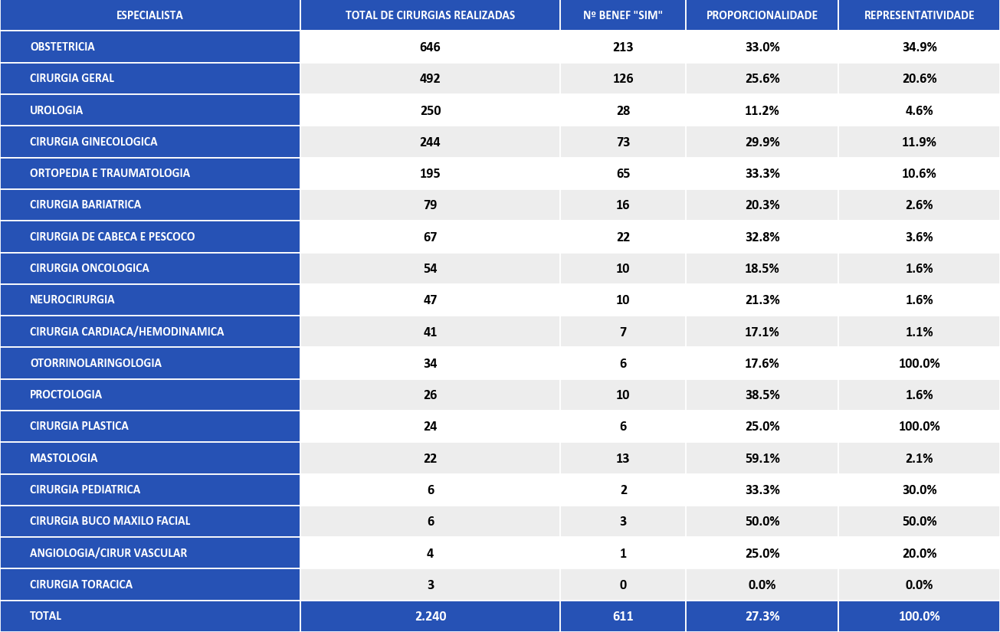 ESPECIALISTA TOTAL DE CIRURGIAS REALIZADAS Nº BENEF "SIM" PROPORCIONALIDADE REPRESENTATIVIDADE
OBSTETRICIA 646 213 33.0% 34.9%
CIRURGIA GERAL 492 126 25.6% 20.6%
UROLOGIA 250 28 11.2% 4.6%
CIRURGIA GINECOLOGICA 244 73 29.9% 11.9%
ORTOPEDIA E TRAUMATOLOGIA 195 65 33.3% 10.6%
CIRURGIA BARIATRICA 79 16 20.3% 2.6%
CIRURGIA DE CABECA E PESCOCO 67 22 32.8% 3.6%
CIRURGIA ONCOLOGICA 54 10 18.5% 1.6%
NEUROCIRURGIA 47 10 21.3% 1.6%
CIRURGIA CARDIACA/HEMODINAMICA 41 7 17.1% 1.1%
OTORRINOLARINGOLOGIA 34 6 17.6% 100.0%
PROCTOLOGIA 26 10 38.5% 1.6%
CIRURGIA PLASTICA 24 6 25.0% 100.0%
MASTOLOGIA 22 13 59.1% 2.1%
CIRURGIA PEDIATRICA 6 2 33.3% 30.0%
CIRURGIA BUCO MAXILO FACIAL 6 3 50.0% 50.0%
ANGIOLOGIA/CIRUR VASCULAR 4 1 25.0% 20.0%
CIRURGIA TORACICA 3 0 0.0% 0.0%
TOTAL 2.240 611 27.3% 100.0%